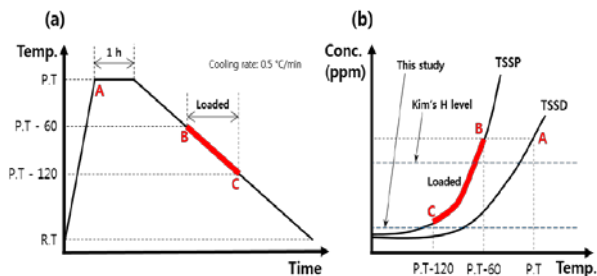 (a)
Temp.
1 h
Cooling rate: 0.5 °C/min
P.T
A
Loaded
P.T - 60
B
P.T - 120
C
R.T
Time
(b)
Conc.
(ppm)
This study
TSSP
TSSD
Kim's H level
B
A
Loaded
C
P.T-120
P.T-60
P.T
Temp.